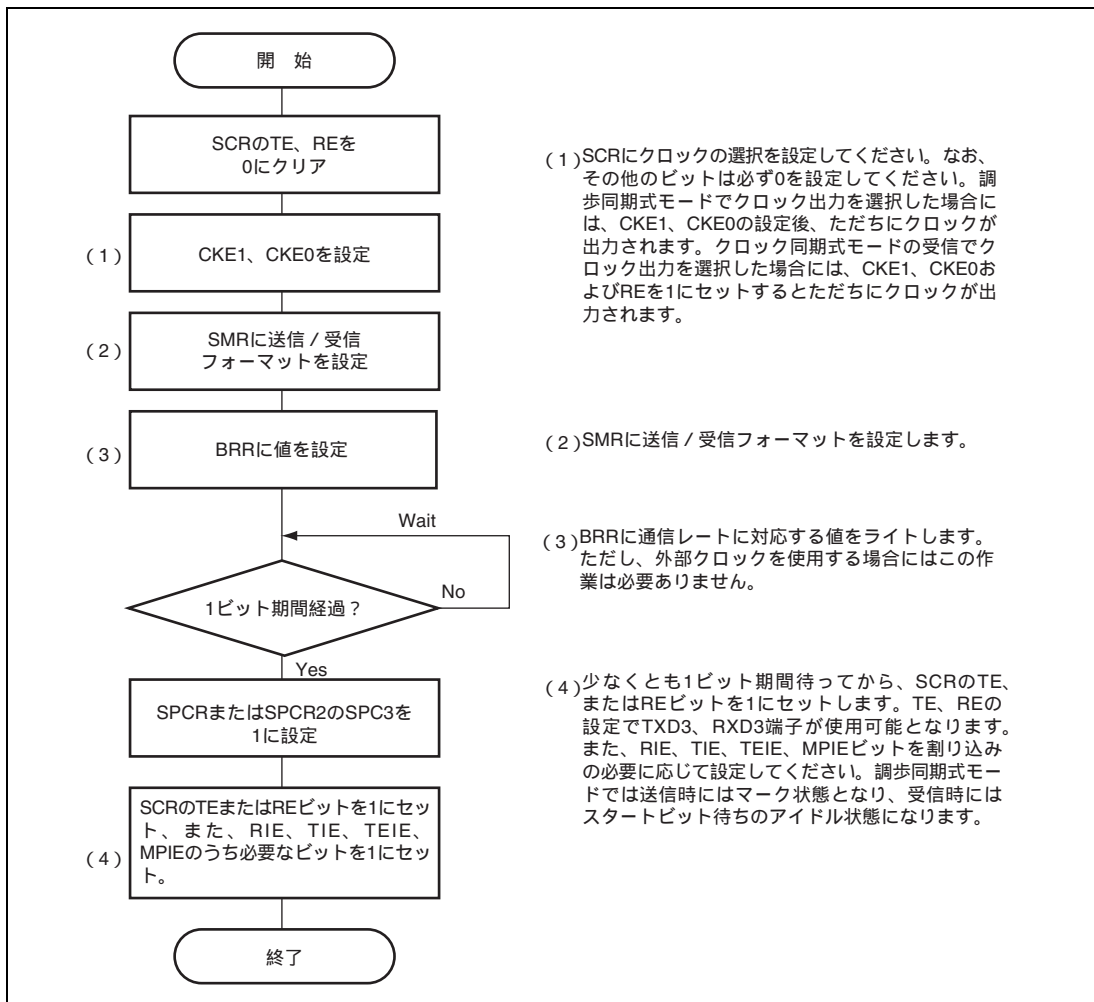 開　始
SCRのTE、REを
0にクリア
(1)
CKE1、CKE0を設定
(2)
SMRに送信 / 受信
フォーマットを設定
(3)
BRRに値を設定
Wait
1ビット期間経過？
No
Yes
SPCRまたはSPCR2のSPC3を
1に設定
(4)
SCRのTEまたはREビットを1にセッ
ト、また、RIE、TIE、TEIE、
MPIEのうち必要なビットを1にセッ
ト。
終了
(1)SCRにクロックの選択を設定してください。なお、
その他のビットは必ず0を設定してください。調
歩同期式モードでクロック出力を選択した場合に
は、CKE1、CKE0の設定後、ただちにクロックが
出力されます。クロック同期式モードの受信でク
ロック出力を選択した場合には、CKE1、CKE0お
よびREを1にセットするとただちにクロックが出
力されます。
(2)SMRに送信 / 受信フォーマットを設定します。
(3)BRRに通信レートに対応する値をライトします。
ただし、外部クロックを使用する場合にはこの作
業は必要ありません。
(4)少なくとも1ビット期間待ってから、SCRのTE、
またはREビットを1にセットします。TE、REの
設定でTXD3、RXD3端子が使用可能となります。
また、RIE、TIE、TEIE、MPIEビットを割り込み
の必要に応じて設定してください。調歩同期式モー
ドでは送信時にはマーク状態となり、受信時には
スタートビット待ちのアイドル状態になります。